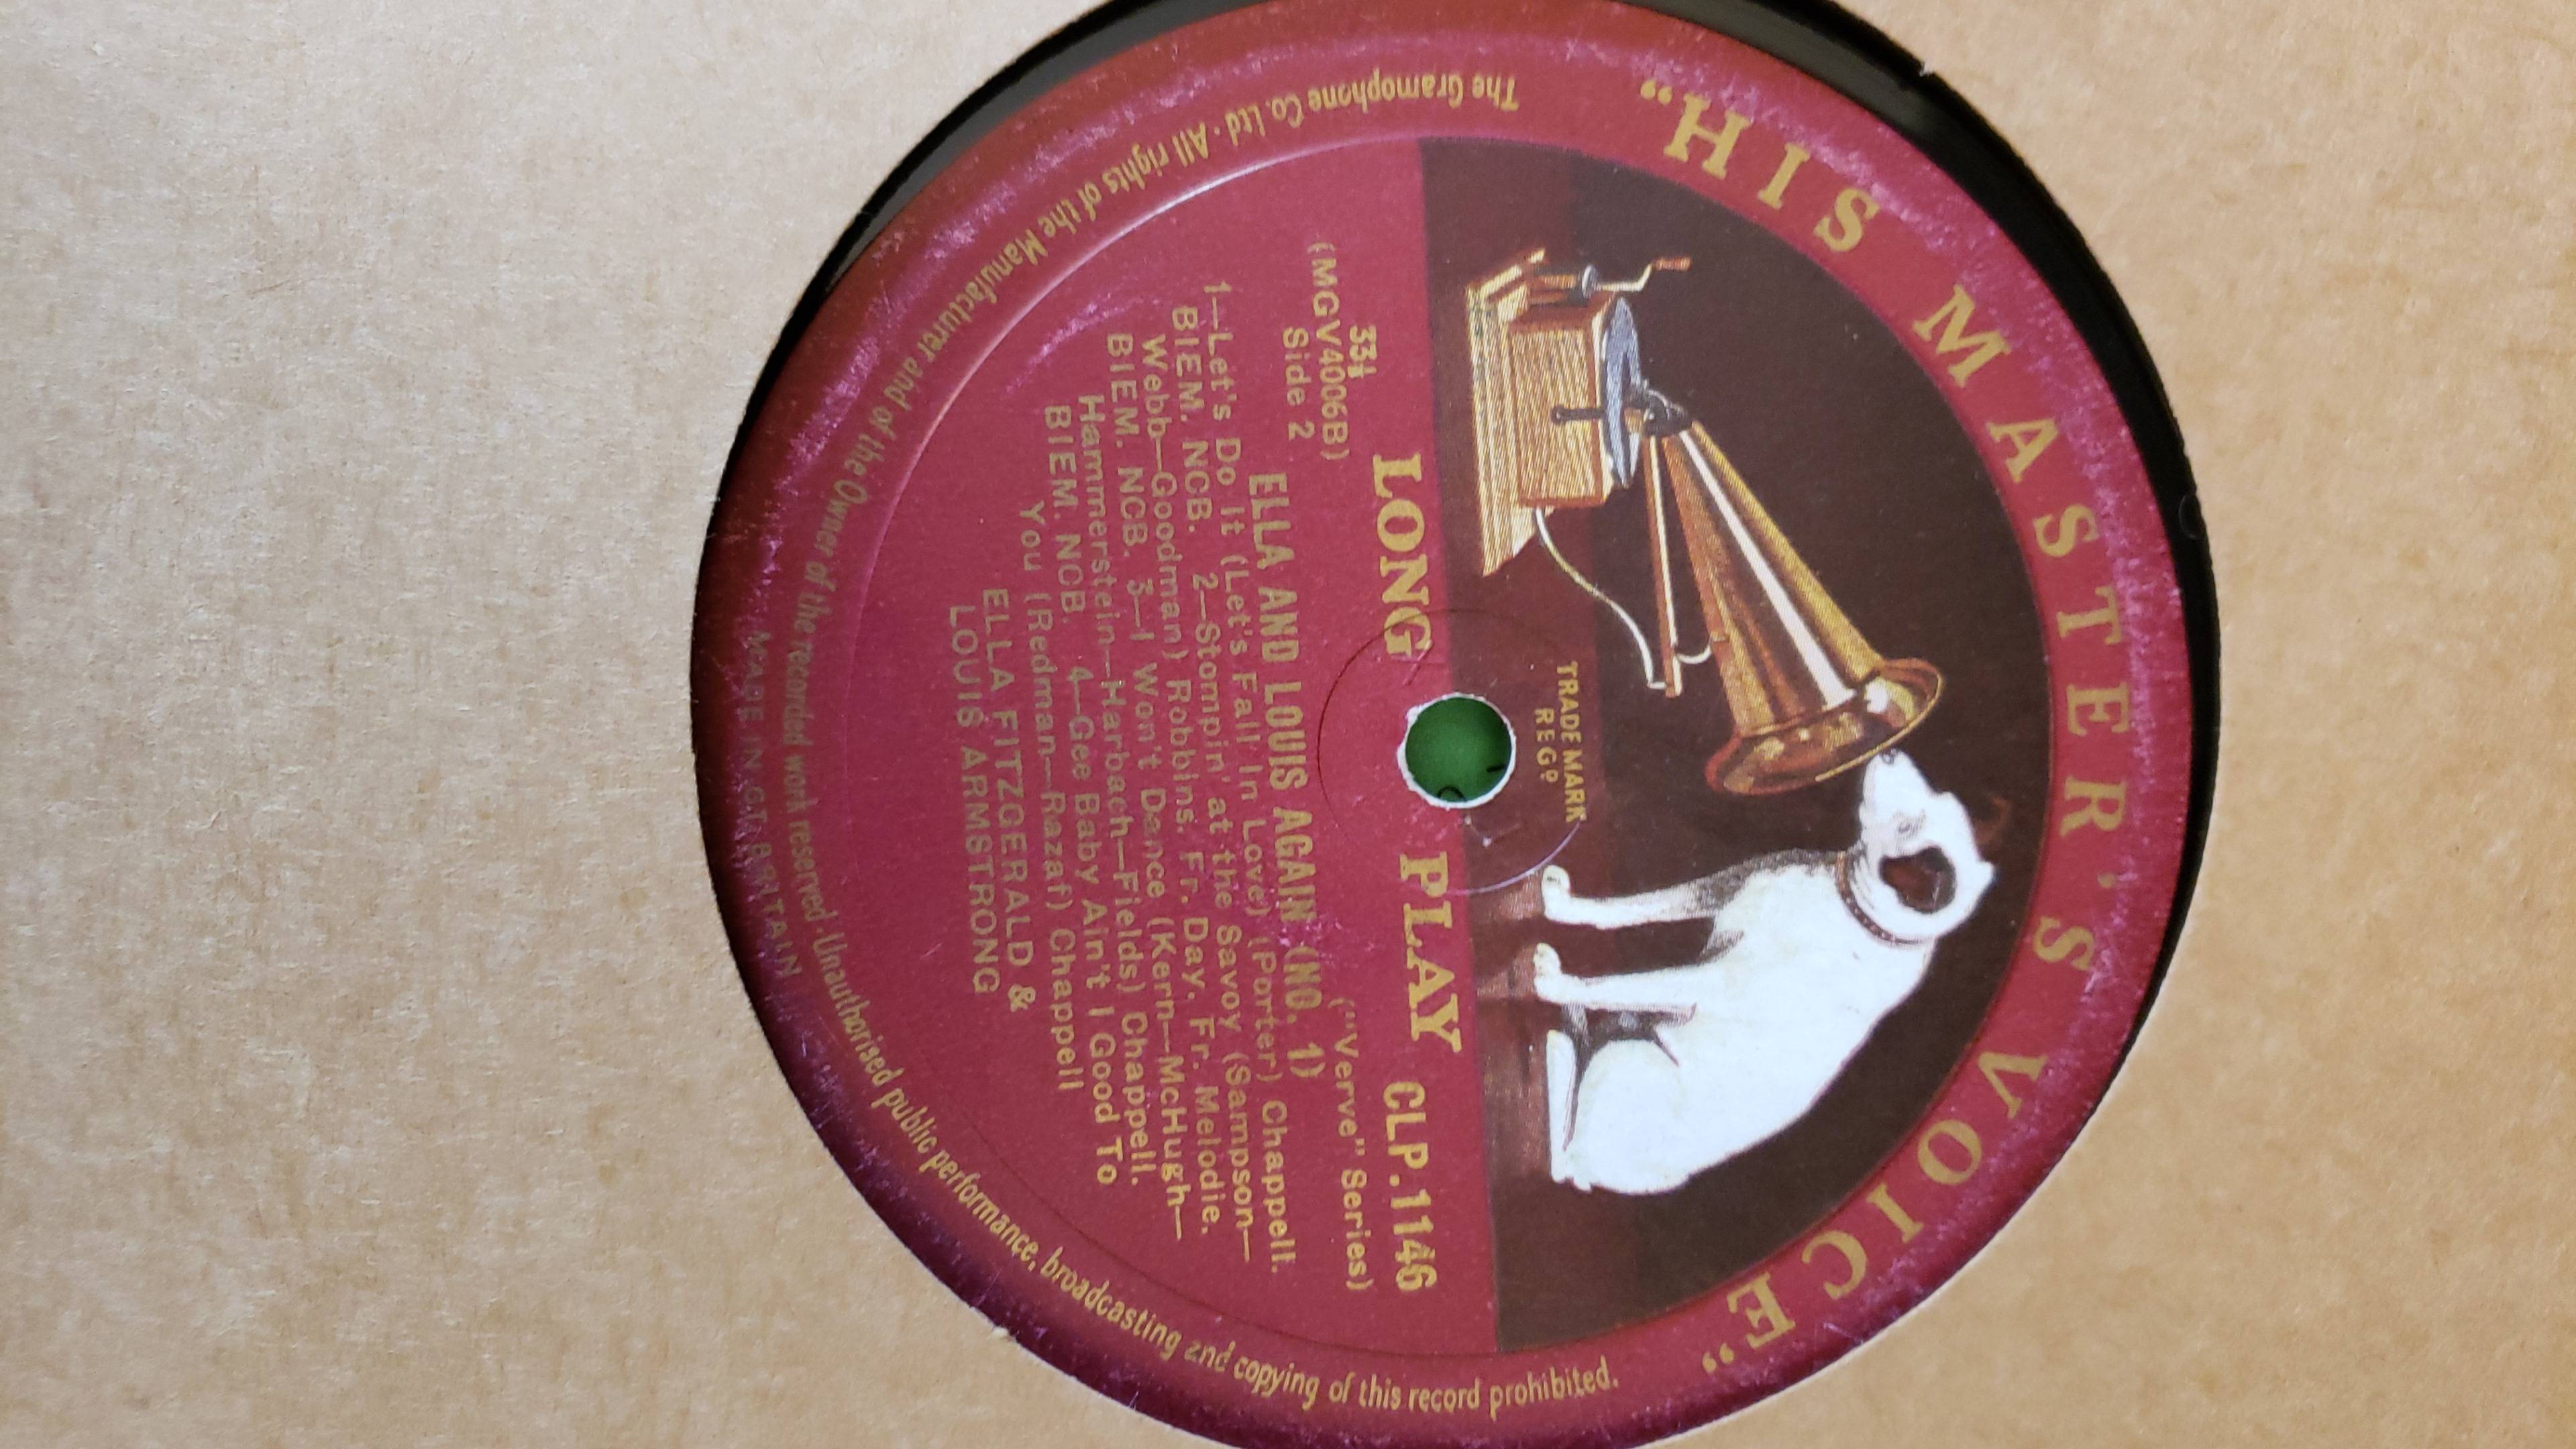 "HIS MASTER'S VOICE"
TRADE MARK
REGD
LONG PLAY CLP.1146
33⅓ ("Verve" Series)
(MGV4006B)
Side 2
ELLA AND LOUIS AGAIN (NO. 1)
1—Let's Do It (Let's Fall In Love) (Porter) Chappell.
BIEM. NCB. 2—Stompin' at the Savoy (Sampson—
Webb—Goodman) Robbins. Fr. Day. Fr. Melodie.
BIEM. NCB. 3—I Won't Dance (Kern—McHugh—
Hammerstein—Harbach—Fields) Chappell.
BIEM. NCB. 4—Gee Baby Ain't I Good To
You (Redman—Razaf) Chappell
ELLA FITZGERALD &
LOUIS ARMSTRONG
The Gramophone Co. Ltd · All rights of the Manufacturer and of the Owner of the recorded work reserved · Unauthorised public performance, broadcasting and copying of this record prohibited.
MADE IN GT. BRITAIN